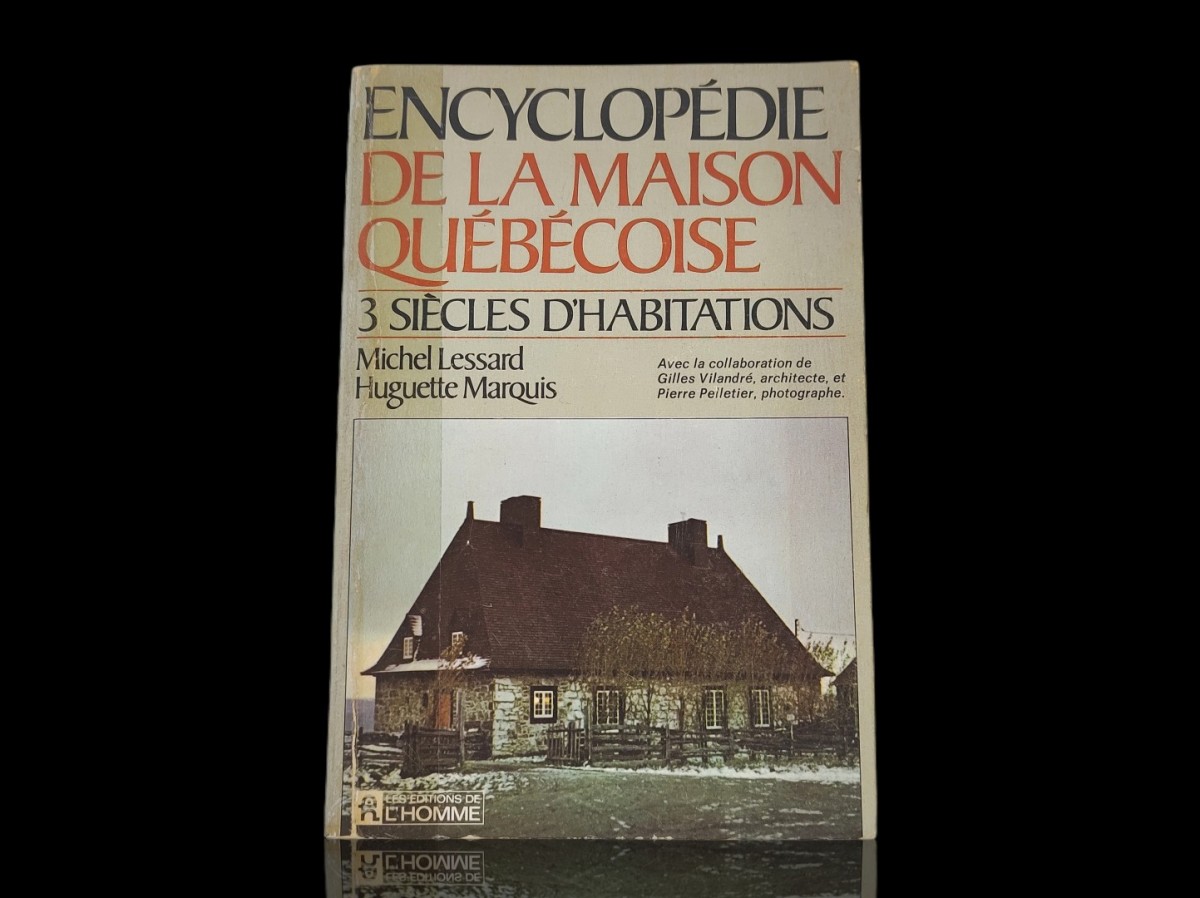 ENCYCLOPÉDIE
DE LA MAISON
QUÉBÉCOISE
3 SIÈCLES D'HABITATIONS
Michel Lessard
Huguette Marquis
Avec la collaboration de
Gilles Vilandré, architecte, et
Pierre Pelletier, photographe.
LES ÉDITIONS DE
L'HOMME